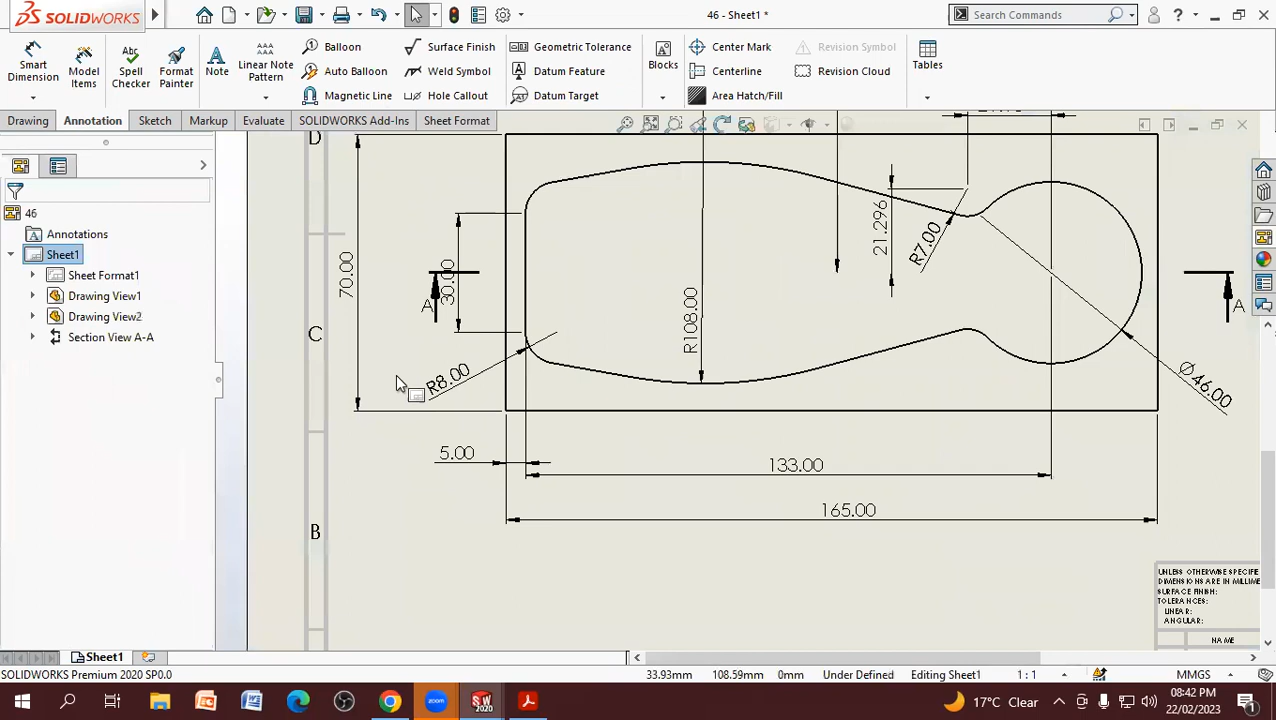 SOLIDWORKS
46 - Sheet1 *
Search Commands
?
Smart Dimension
Model Items
Abc
Spell Checker
Format Painter
Note
Linear Note Pattern
Balloon
Auto Balloon
Magnetic Line
Surface Finish
Weld Symbol
Hole Callout
Geometric Tolerance
Datum Feature
Datum Target
Blocks
Center Mark
Centerline
Area Hatch/Fill
Revision Symbol
Revision Cloud
Tables
Drawing
Annotation
Sketch
Markup
Evaluate
SOLIDWORKS Add-Ins
Sheet Format
46
Annotations
Sheet1
Sheet Format1
Drawing View1
Drawing View2
Section View A-A
D
C
B
70.00
30.00
A
R8.00
R108.00
21.296
R7.00
Ø46.00
A
5.00
133.00
165.00
UNLESS OTHERWISE SPECIFIE
DIMENSIONS ARE IN MILLIME
SURFACE FINISH:
TOLERANCES:
LINEAR:
ANGULAR:
NAME
Sheet1
SOLIDWORKS Premium 2020 SP0.0
33.93mm
108.59mm
0mm
Under Defined
Editing Sheet1
1 : 1
MMGS
zoom
SW
2020
17°C Clear
08:42 PM
22/02/2023
1